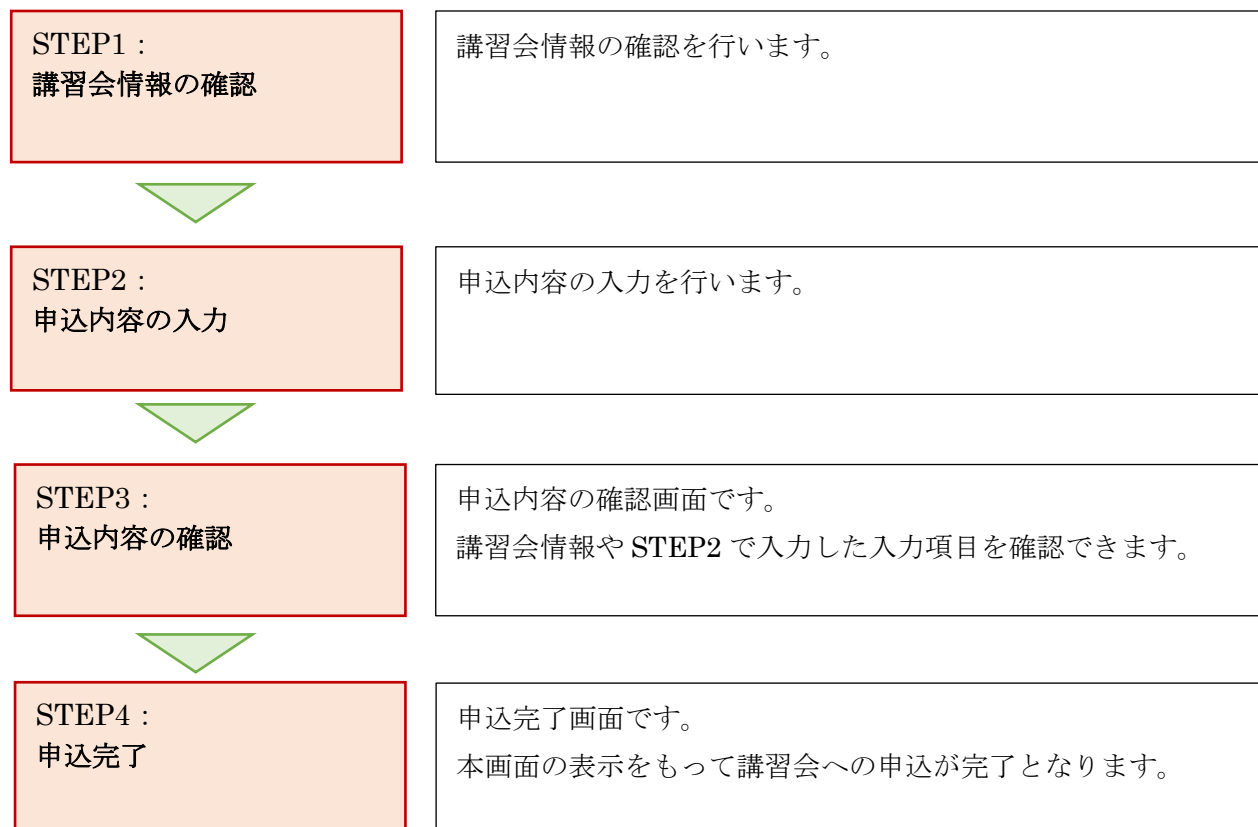 STEP1：
講習会情報の確認
講習会情報の確認を行います。
STEP2：
申込内容の入力
申込内容の入力を行います。
STEP3：
申込内容の確認
申込内容の確認画面です。
講習会情報や STEP2 で入力した入力項目を確認できます。
STEP4：
申込完了
申込完了画面です。
本画面の表示をもって講習会への申込が完了となります。